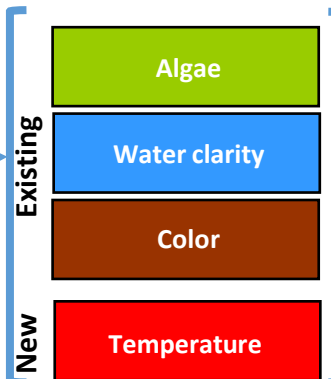 Existing
Algae
Water clarity
Color
New
Temperature